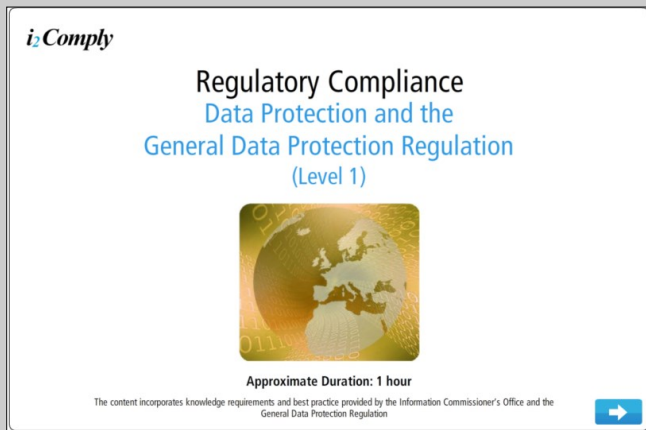 i2Comply
Regulatory Compliance
Data Protection and the
General Data Protection Regulation
(Level 1)
Approximate Duration: 1 hour
The content incorporates knowledge requirements and best practice provided by the Information Commissioner's Office and the
General Data Protection Regulation